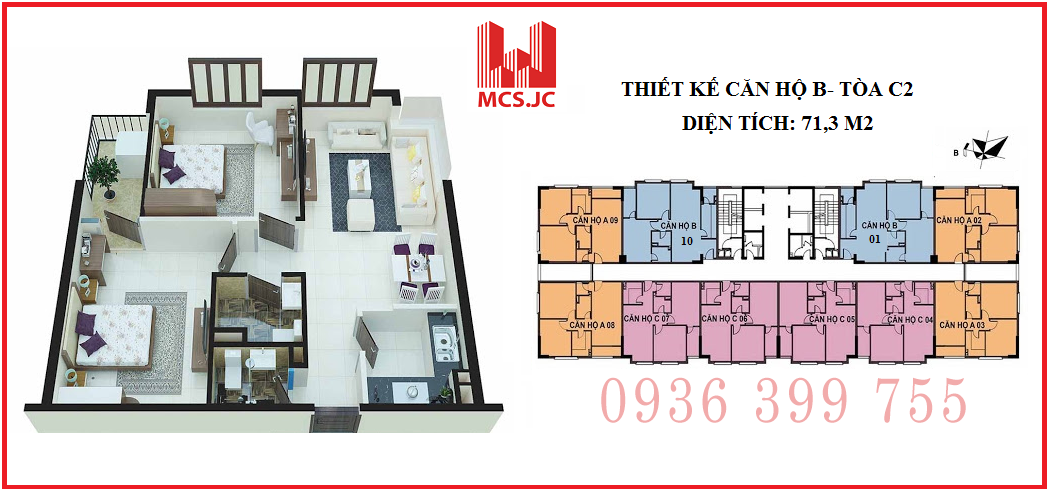 MCS.JC
THIẾT KẾ CĂN HỘ B- TÒA C2
DIỆN TÍCH: 71,3 M2
B
CĂN HỘ A 09
CĂN HỘ B
10
CĂN HỘ B
01
CĂN HỘ A 02
CĂN HỘ A 08
CĂN HỘ C 07
CĂN HỘ C 06
CĂN HỘ C 05
CĂN HỘ C 04
CĂN HỘ A 03
0936 399 755